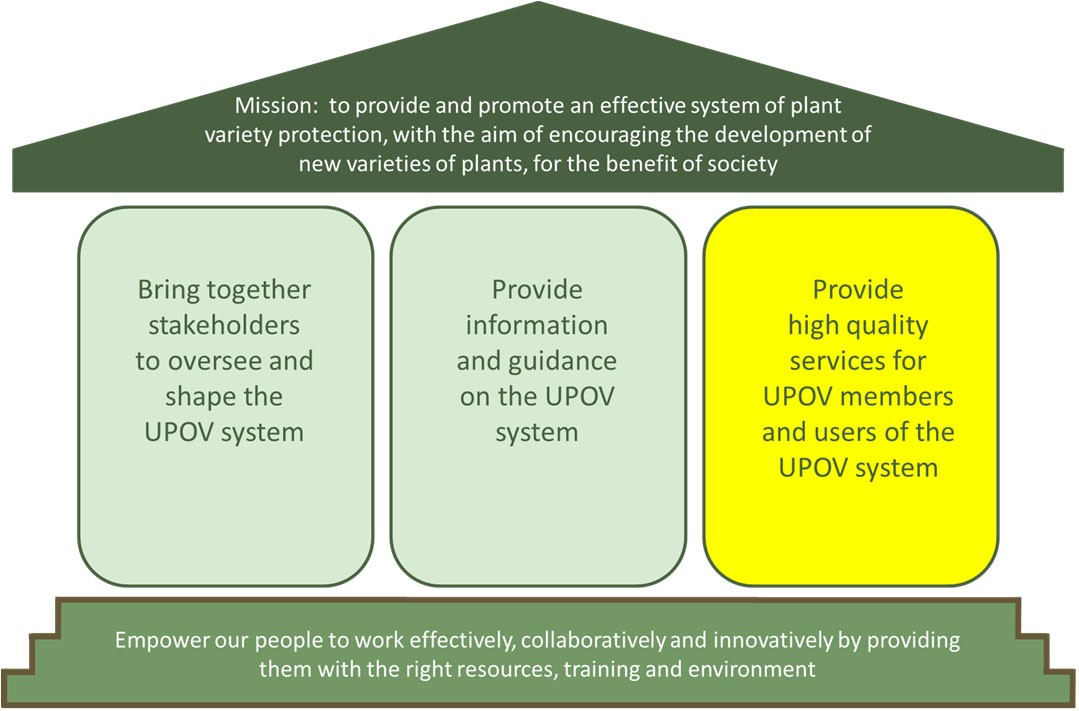 Mission:  to provide and promote an effective system of plant
variety protection, with the aim of encouraging the development of
new varieties of plants, for the benefit of society
Bring together
stakeholders
to oversee and
shape the
UPOV system
Provide
information
and guidance
on the UPOV
system
Provide
high quality
services for
UPOV members
and users of the
UPOV system
Empower our people to work effectively, collaboratively and innovatively by providing
them with the right resources, training and environment